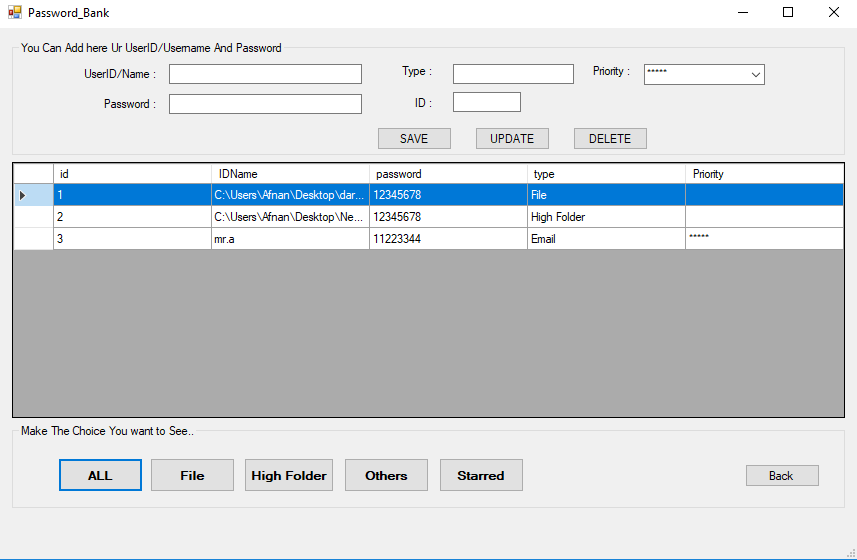 Password_Bank
You Can Add here Ur UserID/Username And Password
UserID/Name : Type : Priority : *****
Password : ID :
SAVE UPDATE DELETE
id IDName password type Priority
1 C:\Users\Afnan\Desktop\dar... 12345678 File
2 C:\Users\Afnan\Desktop\Ne... 12345678 High Folder
3 mr.a 11223344 Email *****
Make The Choice You want to See..
ALL File High Folder Others Starred Back